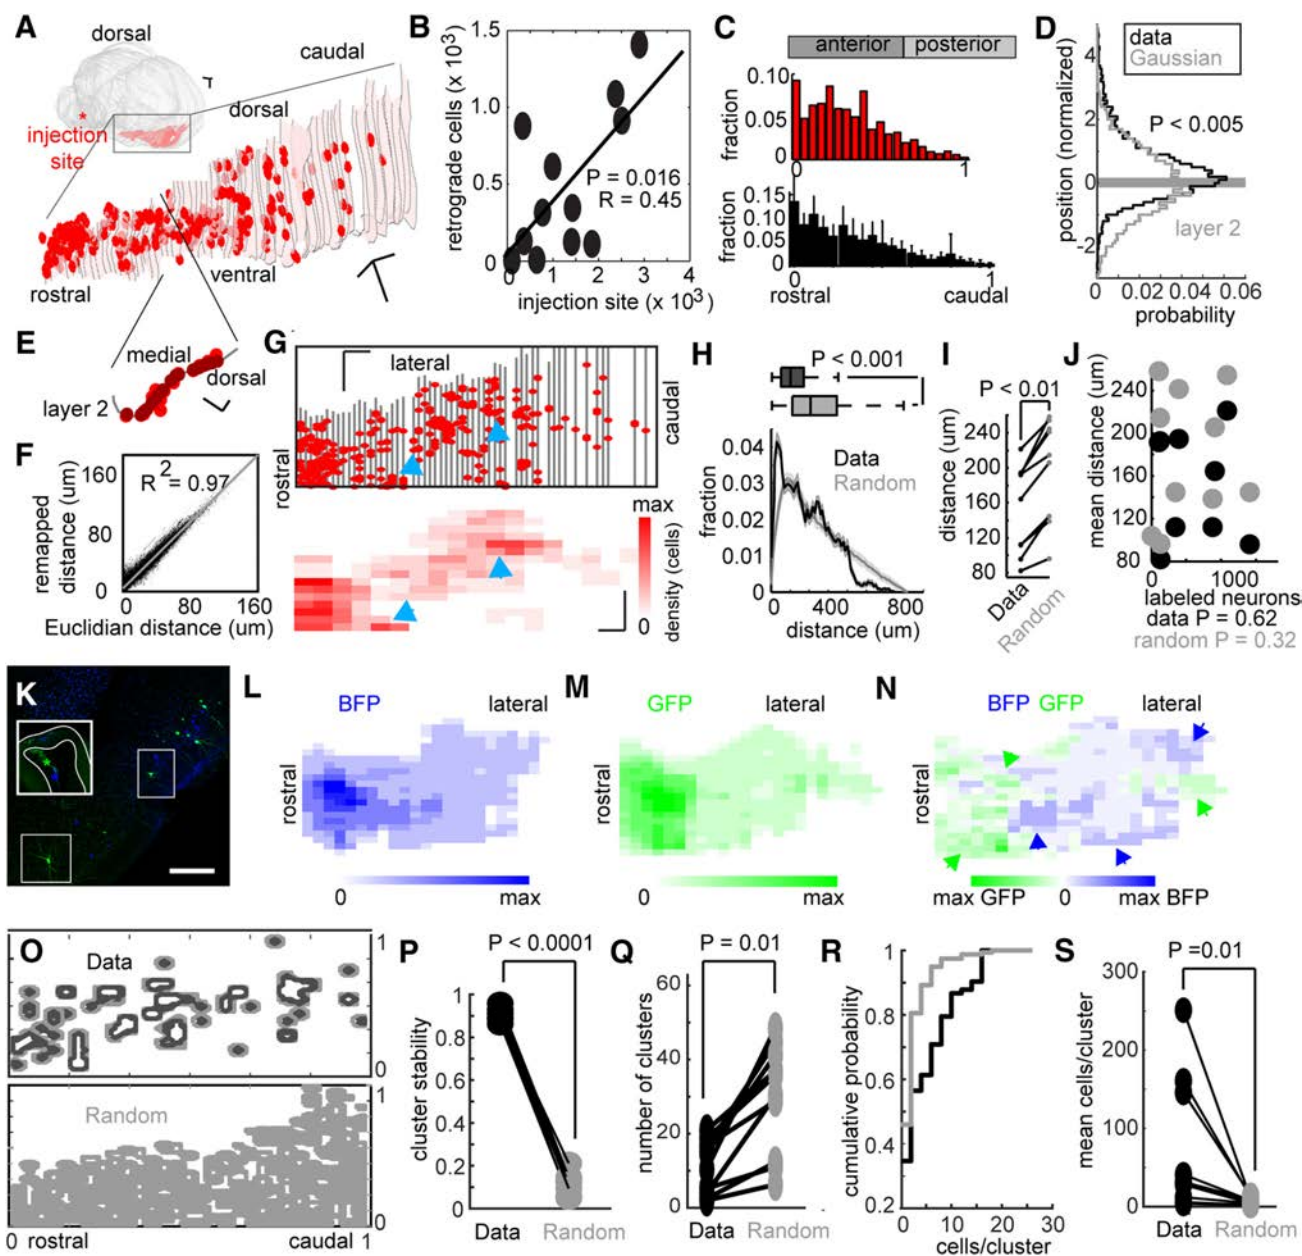 A
dorsal
caudal
dorsal
*
injection
site
ventral
rostral
B
retrograde cells (x 10³)
1.5
1.0
0.5
0
P = 0.016
R = 0.45
0 1 2 3 4
injection site (x 10³)
C
anterior posterior
fraction
0.10
0.05
0
0 1
fraction
0.15
0.10
0.05
0
0 1
rostral caudal
D
data
Gaussian
P < 0.005
position (normalized)
4
2
0
-2
layer 2
0 0.02 0.04 0.06
probability
E
medial
dorsal
layer 2
F
R² = 0.97
remapped
distance (um)
160
80
0
0 80 160
Euclidian distance (um)
G
lateral
rostral
caudal
max
0
density (cells)
H
P < 0.001
Data
Random
fraction
0.04
0.03
0.02
0.01
0
0 400 800
distance (um)
I
P < 0.01
distance (um)
240
200
160
120
80
Data
Random
J
mean distance (um)
240
200
160
120
80
0 1000
labeled neurons
data P = 0.62
random P = 0.32
K
*
L
BFP
lateral
rostral
0 max
M
GFP
lateral
rostral
0 max
N
BFP GFP
lateral
rostral
0
max GFP max BFP
O
Data
1
0
Random
1
0
0 rostral caudal 1
P
P < 0.0001
cluster stability
1
0.8
0.6
0.4
0.2
0
Data Random
Q
P = 0.01
number of clusters
60
40
20
0
Data Random
R
cumulative probability
1
0.8
0.6
0.4
0.2
0 10 20 30
cells/cluster
S
P =0.01
mean cells/cluster
300
200
100
0
Data Random